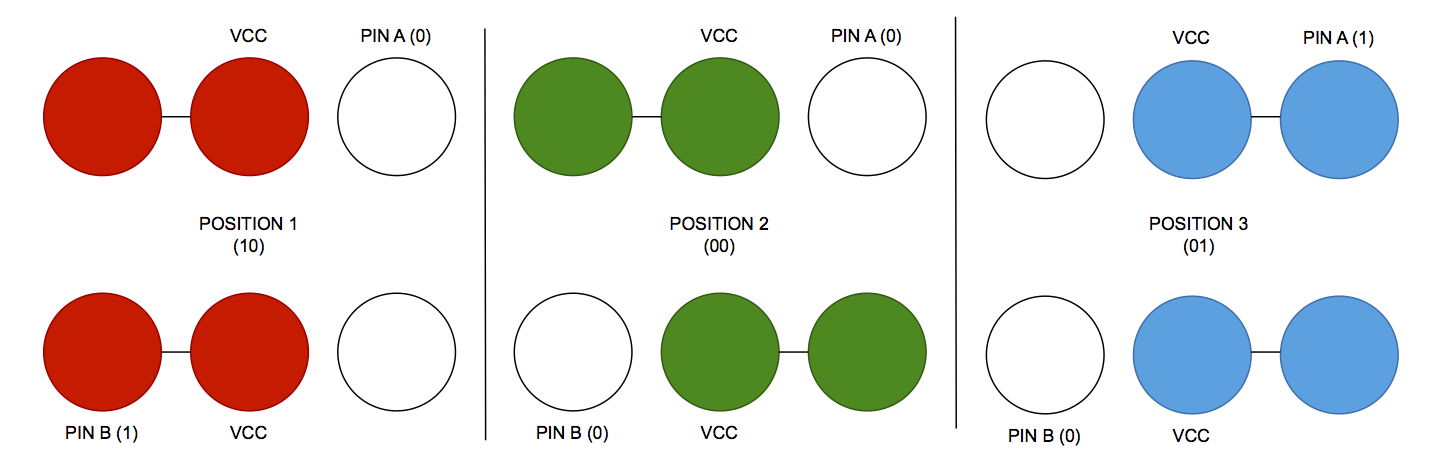 VCC
PIN A (0)
POSITION 1
(10)
PIN B (1)
VCC
VCC
PIN A (0)
POSITION 2
(00)
PIN B (0)
VCC
VCC
PIN A (1)
POSITION 3
(01)
PIN B (0)
VCC